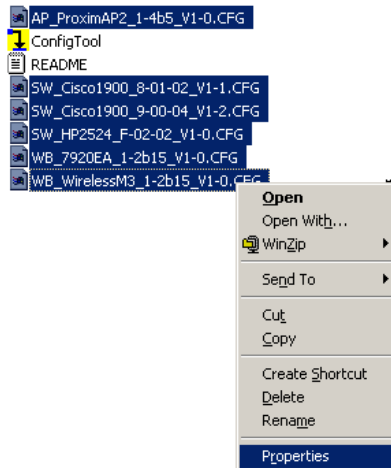 AP_ProximAP2_1-4b5_V1-0.CFG
ConfigTool
README
SW_Cisco1900_8-01-02_V1-1.CFG
SW_Cisco1900_9-00-04_V1-2.CFG
SW_HP2524_F-02-02_V1-0.CFG
WB_7920EA_1-2b15_V1-0.CFG
WB_WirelessM3_1-2b15_V1-0.CFG
Open
Open With...
WinZip
Send To
Cut
Copy
Create Shortcut
Delete
Rename
Properties